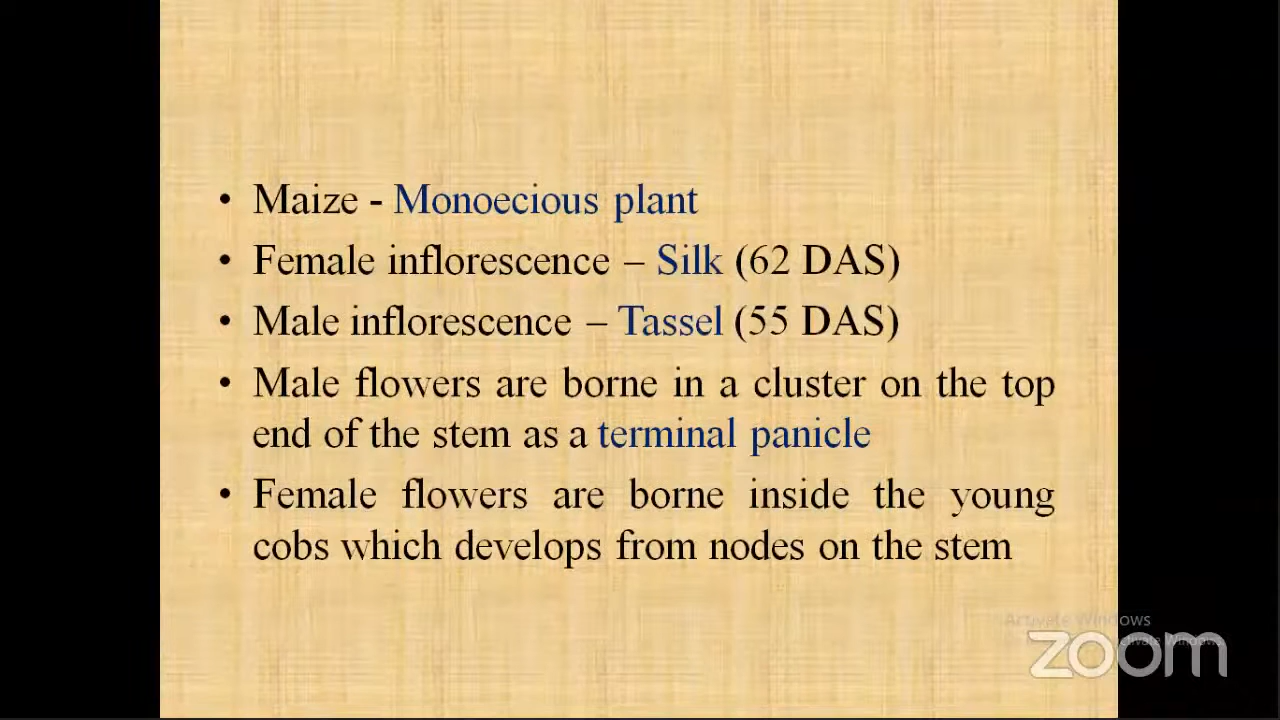 • Maize - Monoecious plant
• Female inflorescence – Silk (62 DAS)
• Male inflorescence – Tassel (55 DAS)
• Male flowers are borne in a cluster on the top
end of the stem as a terminal panicle
• Female flowers are borne inside the young
cobs which develops from nodes on the stem
Activate Windows
zoom